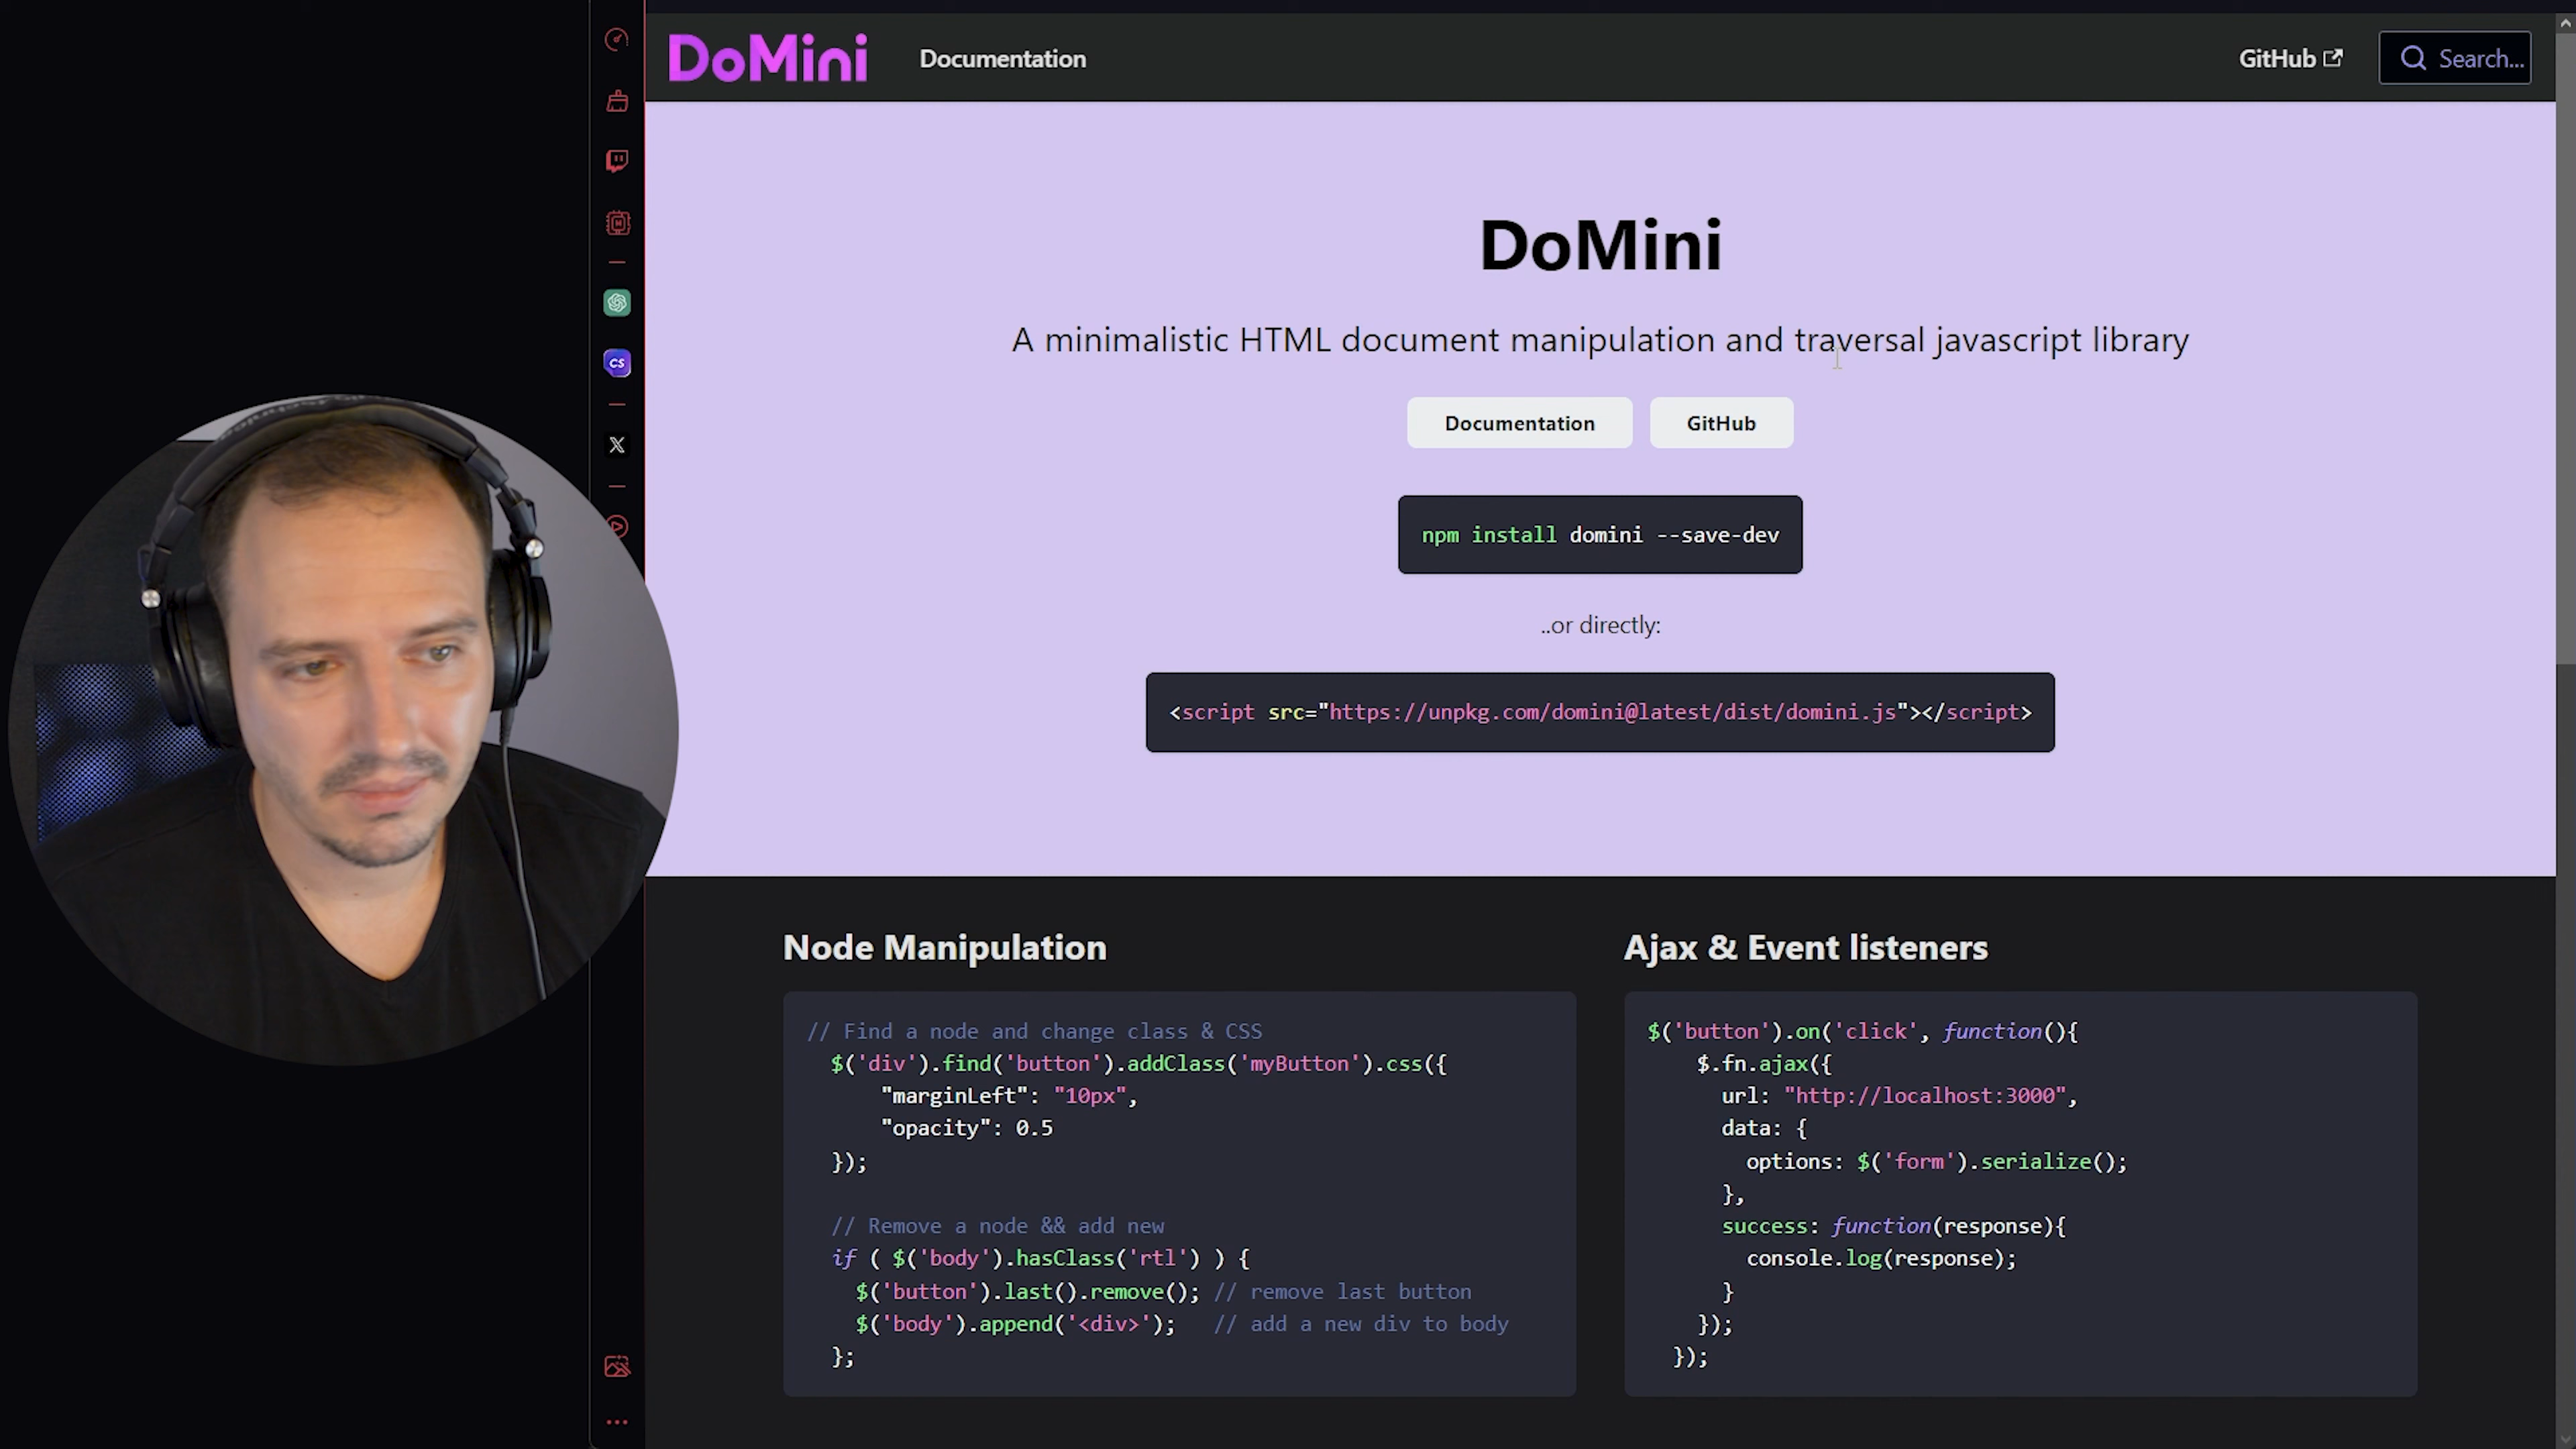 DoMini
Documentation
GitHub
Search...
DoMini
A minimalistic HTML document manipulation and traversal javascript library
Documentation
GitHub
npm install domini --save-dev
..or directly:
<script src="https://unpkg.com/domini@latest/dist/domini.js"></script>
Node Manipulation
// Find a node and change class & CSS
$('div').find('button').addClass('myButton').css({
"marginLeft": "10px",
"opacity": 0.5
});
// Remove a node && add new
if ( $('body').hasClass('rtl') ) {
$('button').last().remove(); // remove last button
$('body').append('<div>'); // add a new div to body
};
Ajax & Event listeners
$('button').on('click', function(){
$.fn.ajax({
url: "http://localhost:3000",
data: {
options: $('form').serialize();
},
success: function(response){
console.log(response);
}
});
});
CS